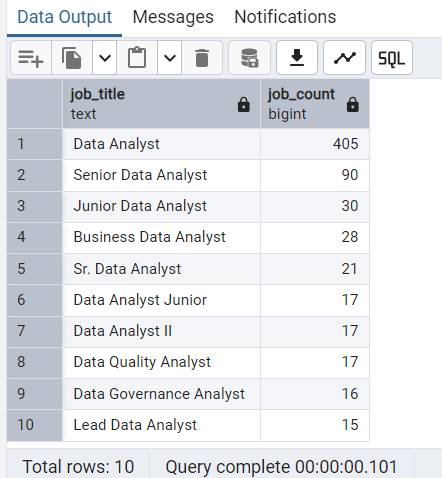 Data Output Messages Notifications
SQL
job_title job_count
text bigint
1 Data Analyst 405
2 Senior Data Analyst 90
3 Junior Data Analyst 30
4 Business Data Analyst 28
5 Sr. Data Analyst 21
6 Data Analyst Junior 17
7 Data Analyst II 17
8 Data Quality Analyst 17
9 Data Governance Analyst 16
10 Lead Data Analyst 15
Total rows: 10 Query complete 00:00:00.101